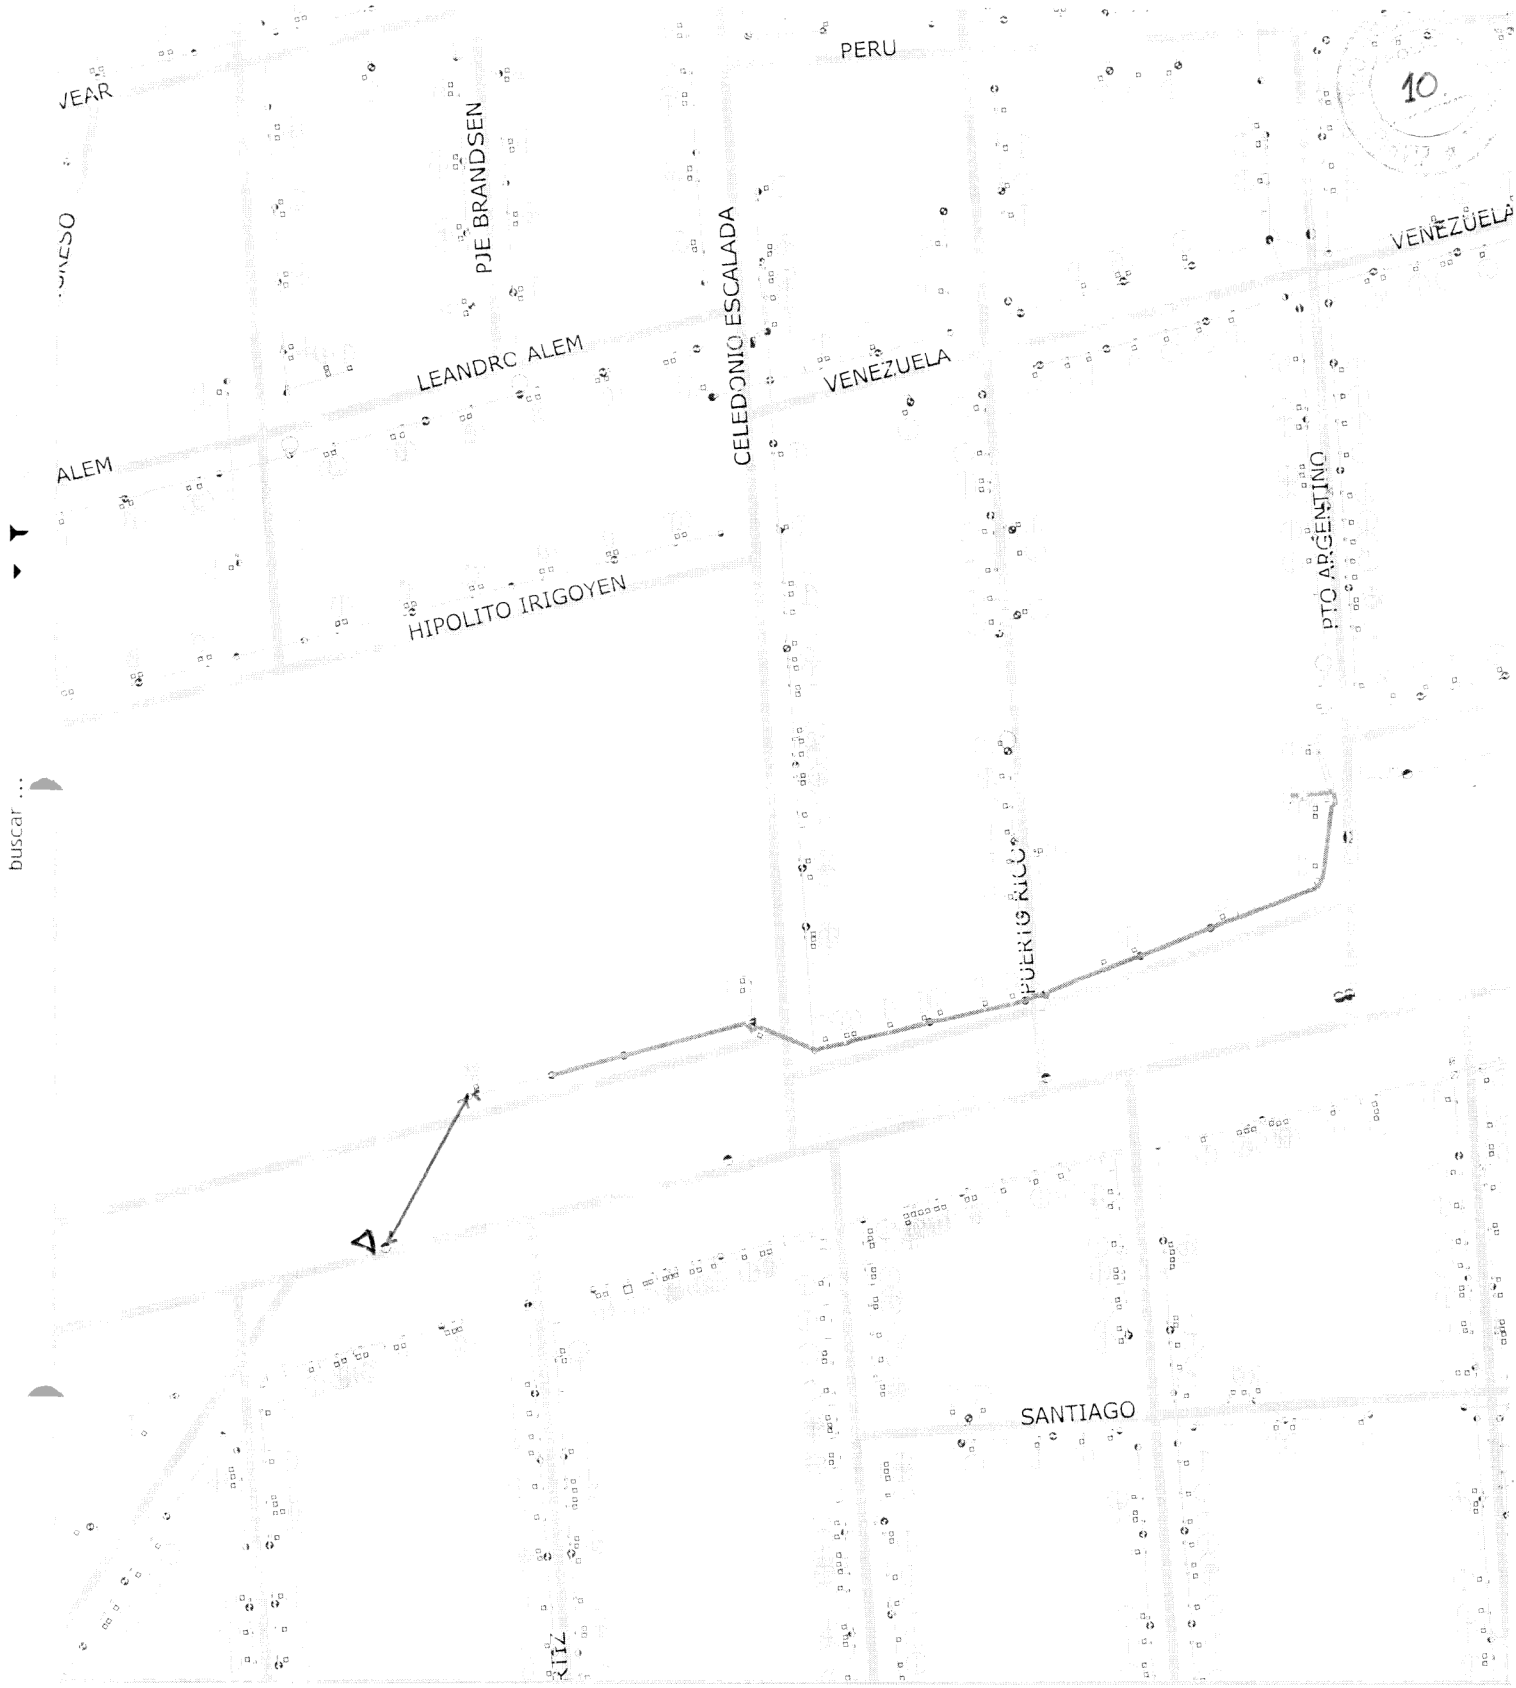 PERU
VEAR
10.
PJE BRANDSEN
CELEDONIO ESCALADA
VENEZUELA
LEANDRO ALEM
VENEZUELA
ALEM
PTO ARGENTINO
HIPOLITO IRIGOYEN
buscar ...
PUERTO RICO
SANTIAGO
RITZ